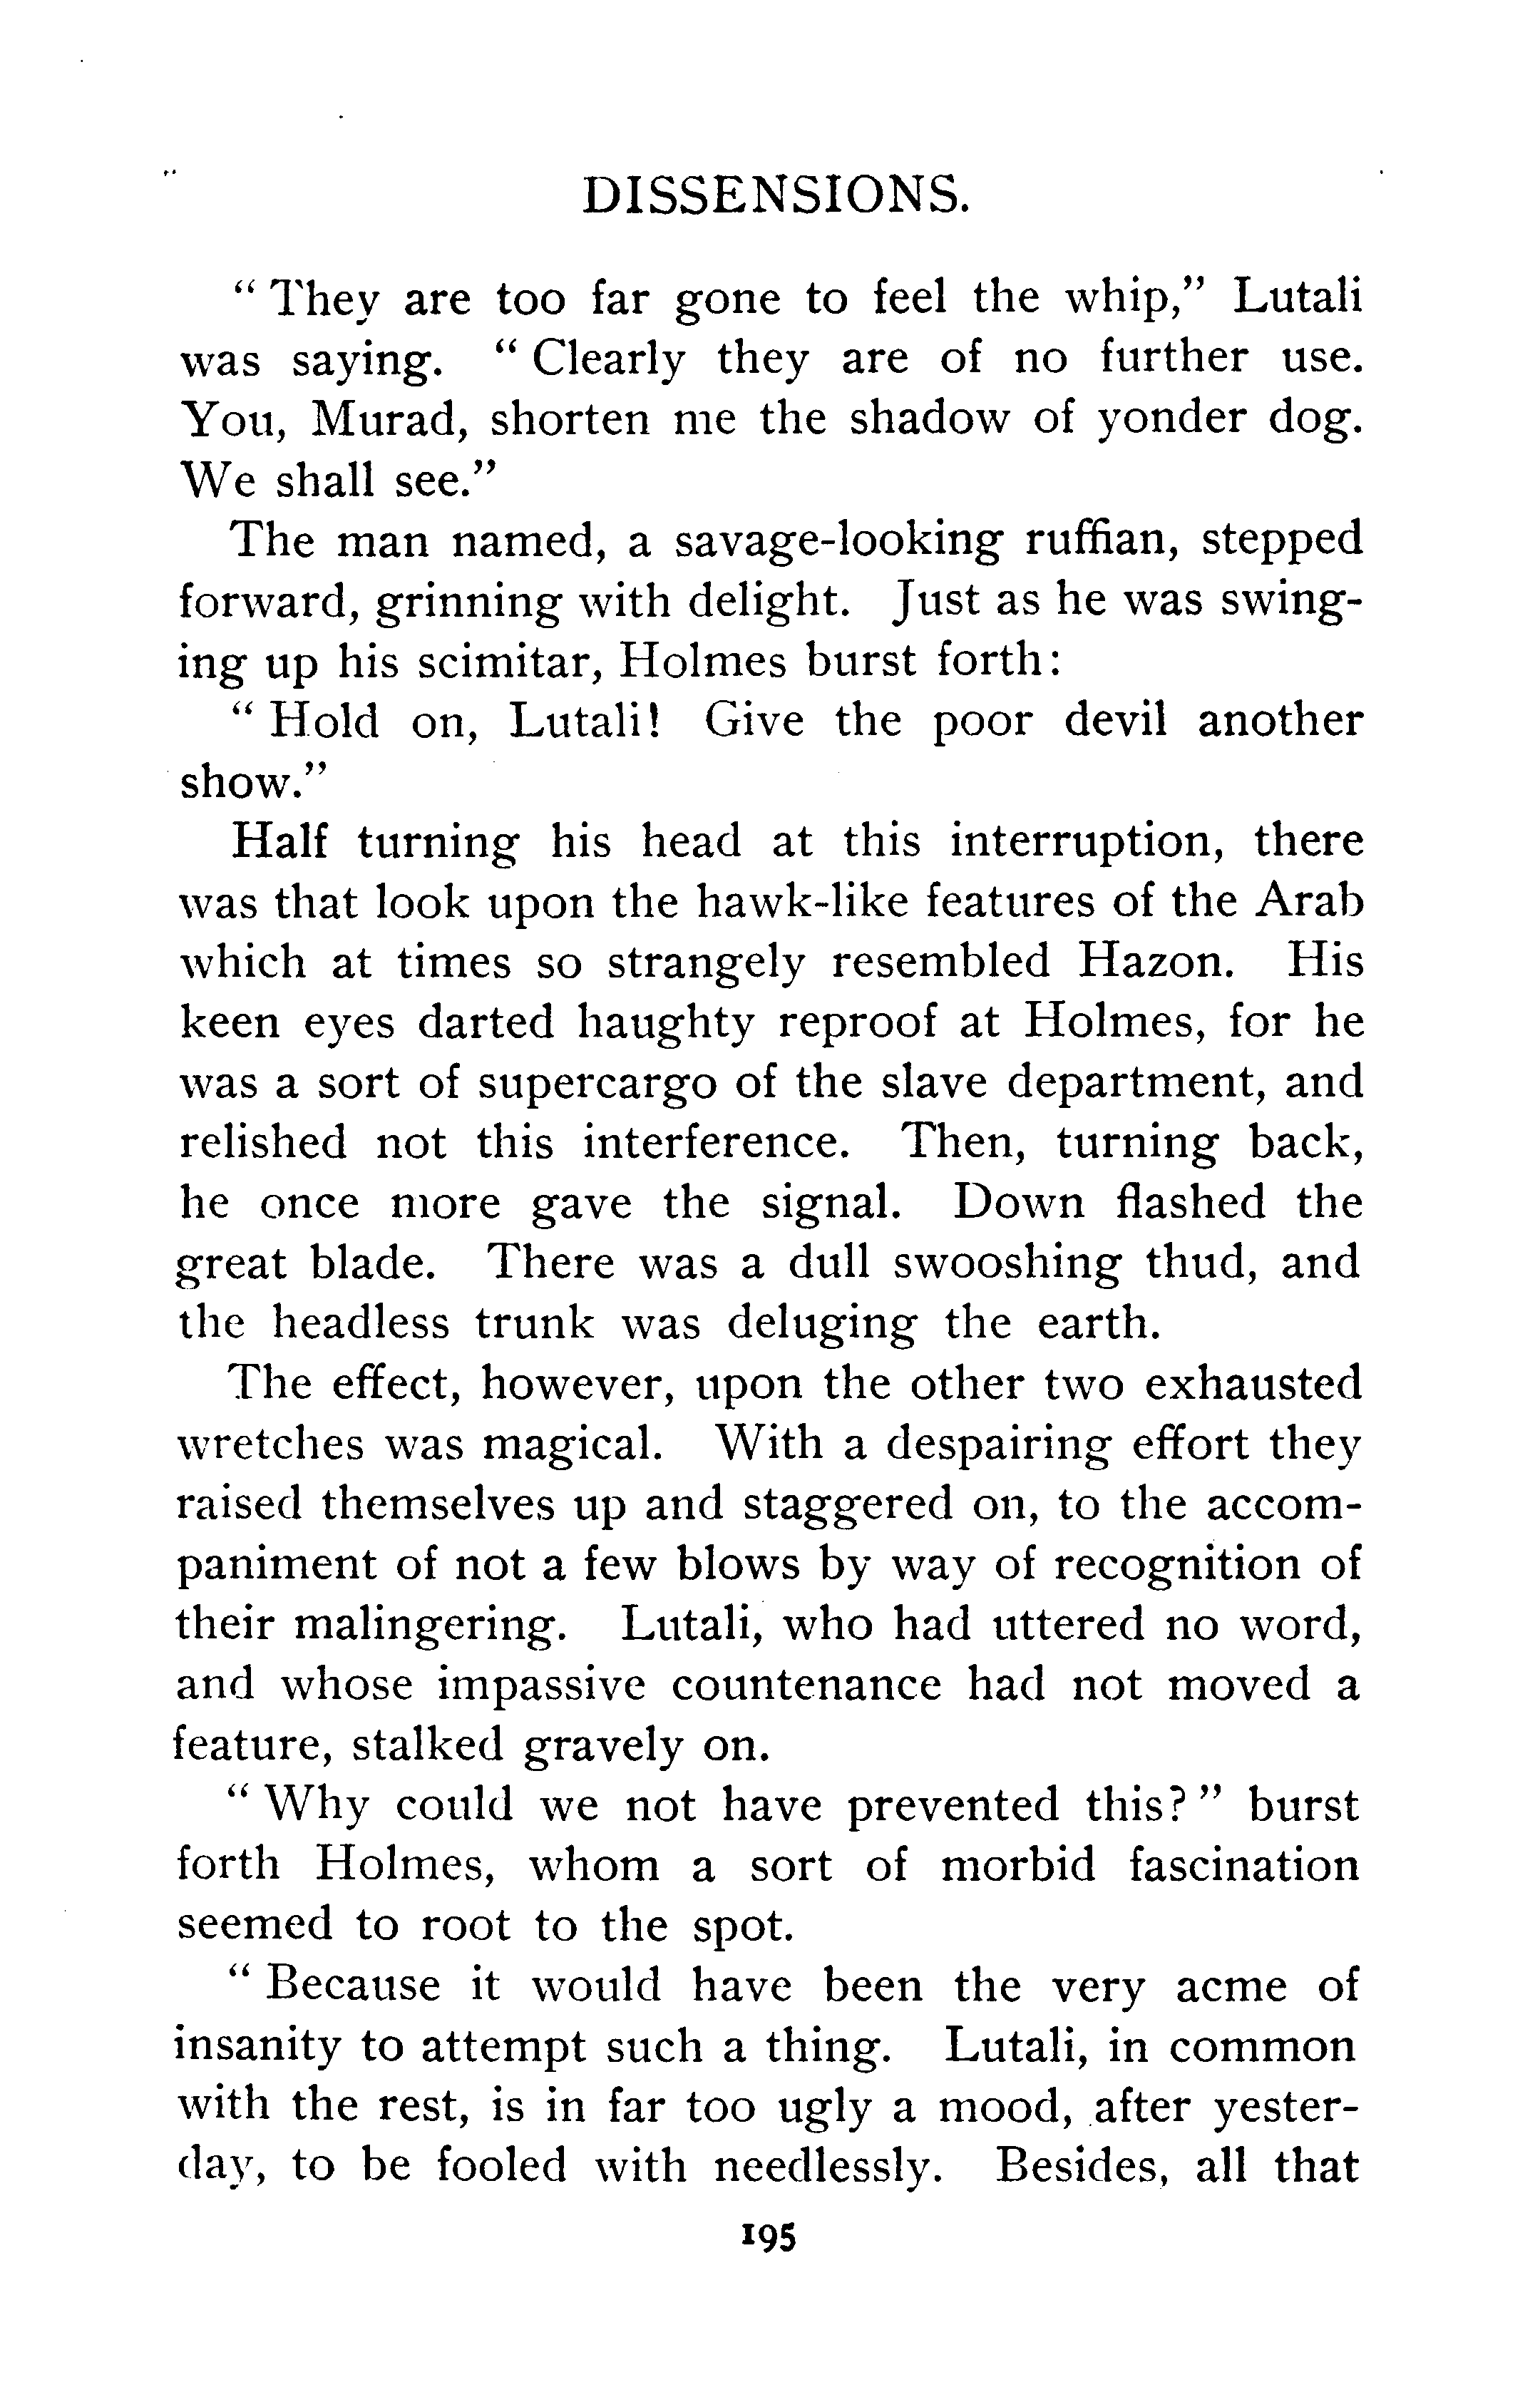 DISSENSIONS.
“ They are too far gone to feel the whip,” Lutali
was saying. “ Clearly they are of no further use.
You, Murad, shorten me the shadow of yonder dog.
We shall see.”
The man named, a savage-looking ruffian, stepped
forward, grinning with delight. Just as he was swing-
ing up his scimitar, Holmes burst forth:
“ Hold on, Lutali! Give the poor devil another
show.”
Half turning his head at this interruption, there
was that look upon the hawk-like features of the Arab
which at times so strangely resembled Hazon. His
keen eyes darted haughty reproof at Holmes, for he
was a sort of supercargo of the slave department, and
relished not this interference. Then, turning back,
he once more gave the signal. Down flashed the
great blade. There was a dull swooshing thud, and
the headless trunk was deluging the earth.
The effect, however, upon the other two exhausted
wretches was magical. With a despairing effort they
raised themselves up and staggered on, to the accom-
paniment of not a few blows by way of recognition of
their malingering. Lutali, who had uttered no word,
and whose impassive countenance had not moved a
feature, stalked gravely on.
“ Why could we not have prevented this? ” burst
forth Holmes, whom a sort of morbid fascination
seemed to root to the spot.
“ Because it would have been the very acme of
insanity to attempt such a thing. Lutali, in common
with the rest, is in far too ugly a mood, after yester-
day, to be fooled with needlessly. Besides, all that
195